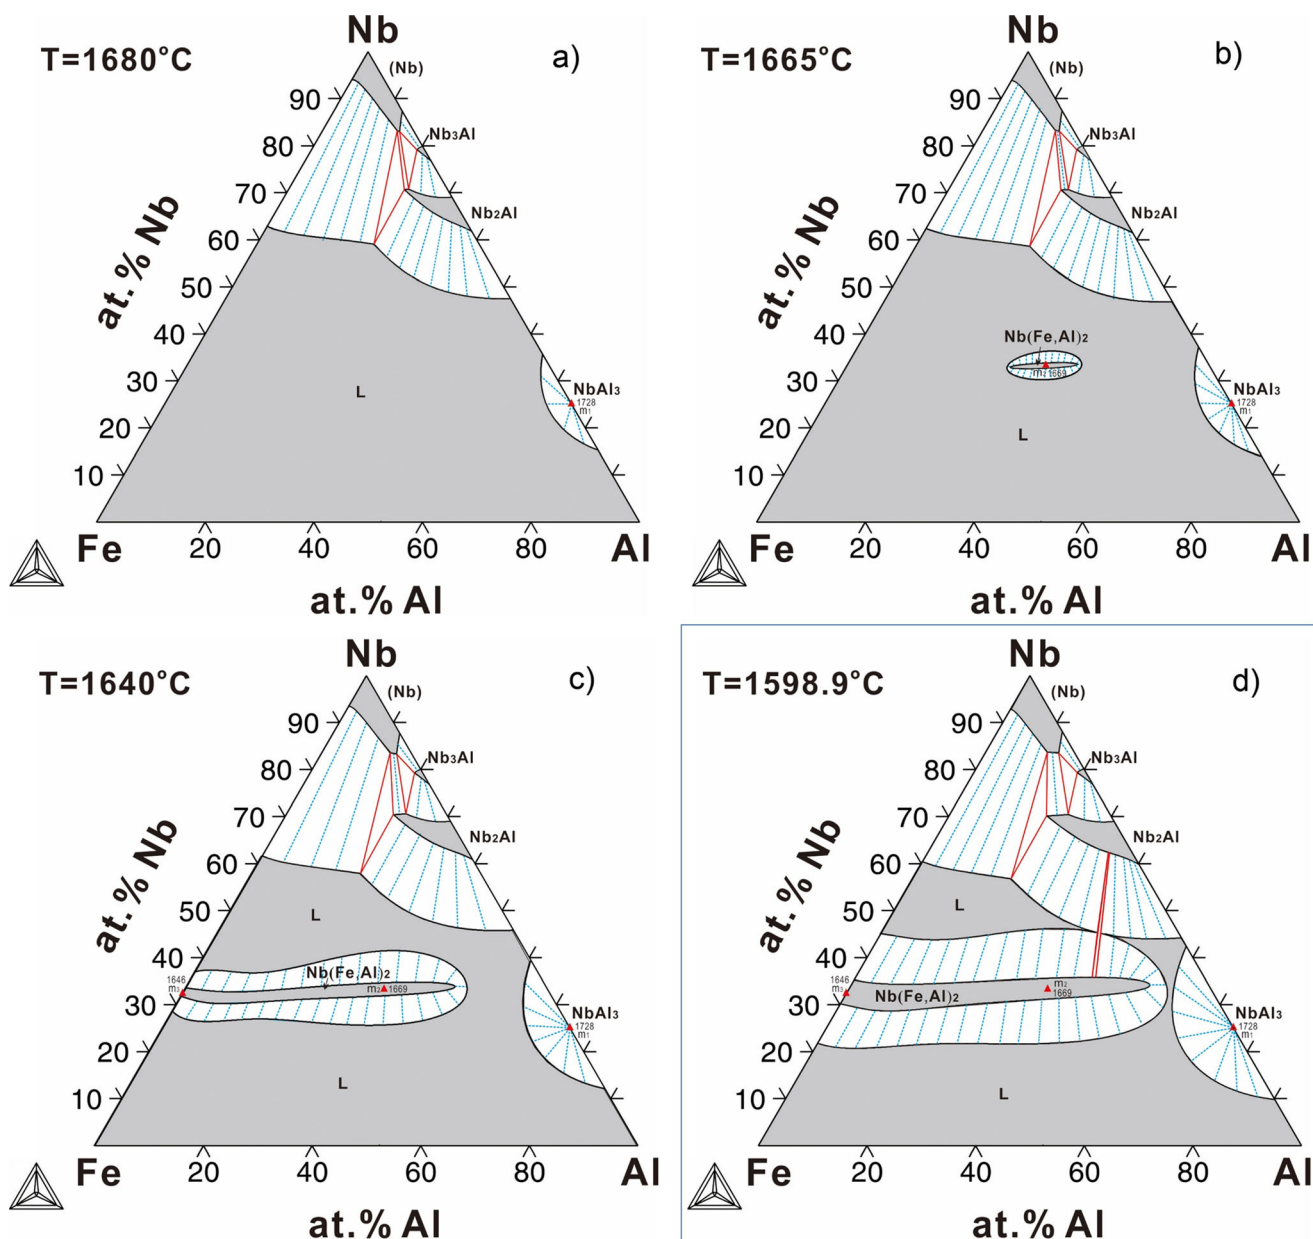 Nb
T=1680°C
a)
(Nb)
90
Nb₃Al
80
70
Nb₂Al
60
at.% Nb
50
40
30
NbAl₃
1728
m₁
L
20
10
Fe
20
40
60
80
Al
at.% Al
Nb
T=1665°C
b)
(Nb)
90
Nb₃Al
80
70
Nb₂Al
60
at.% Nb
50
40
Nb(Fe,Al)₂
m₂ 1669
30
NbAl₃
1728
m₁
L
20
10
Fe
20
40
60
80
Al
at.% Al
Nb
T=1640°C
c)
(Nb)
90
Nb₃Al
80
70
Nb₂Al
60
at.% Nb
L
50
40
Nb(Fe,Al)₂
1646
m₃
m₂ 1669
30
NbAl₃
1728
m₁
20
L
10
Fe
20
40
60
80
Al
at.% Al
Nb
T=1598.9°C
d)
(Nb)
90
Nb₃Al
80
70
Nb₂Al
60
at.% Nb
L
50
40
1646
m₃
m₂
1669
Nb(Fe,Al)₂
30
NbAl₃
1728
m₁
20
L
10
Fe
20
40
60
80
Al
at.% Al